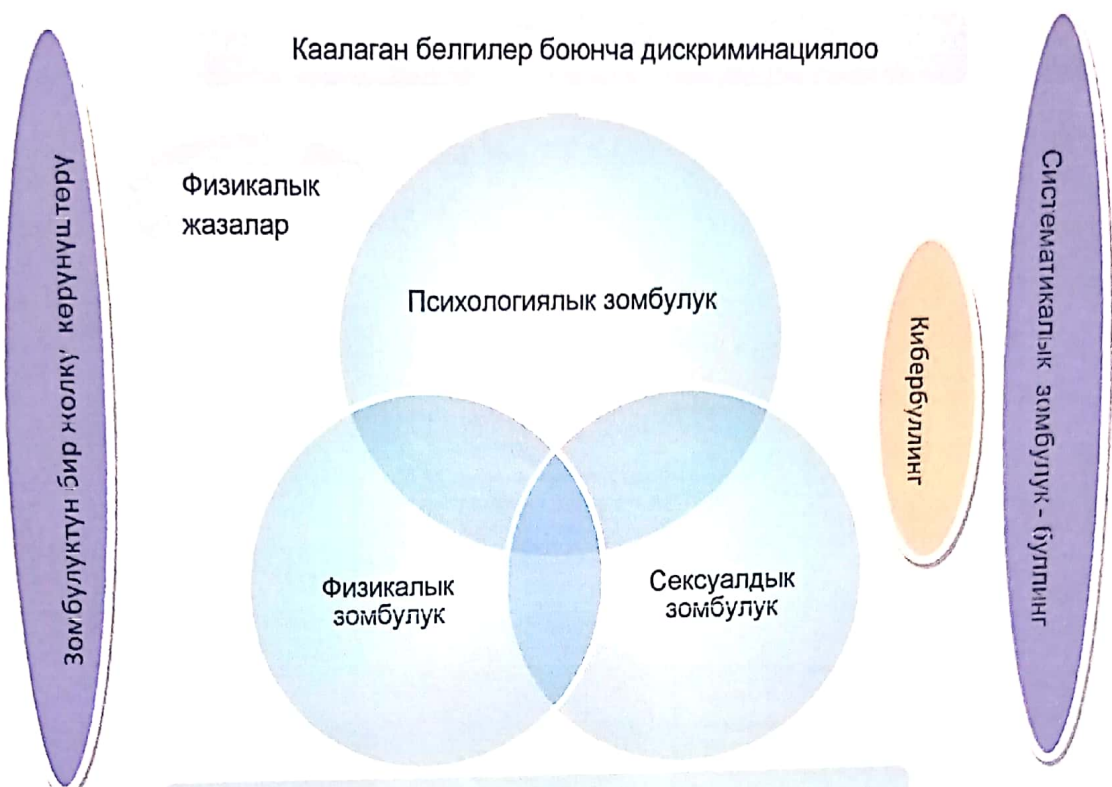 Каалаган белгилер боюнча дискриминациялоо
Зомбулуктун бир жолку көрүнүштөрү
Физикалык
жазалар
Психологиялык зомбулук
Физикалык
зомбулук
Сексуалдык
зомбулук
Кибербуллинг
Систематикалык зомбулук - буллинг